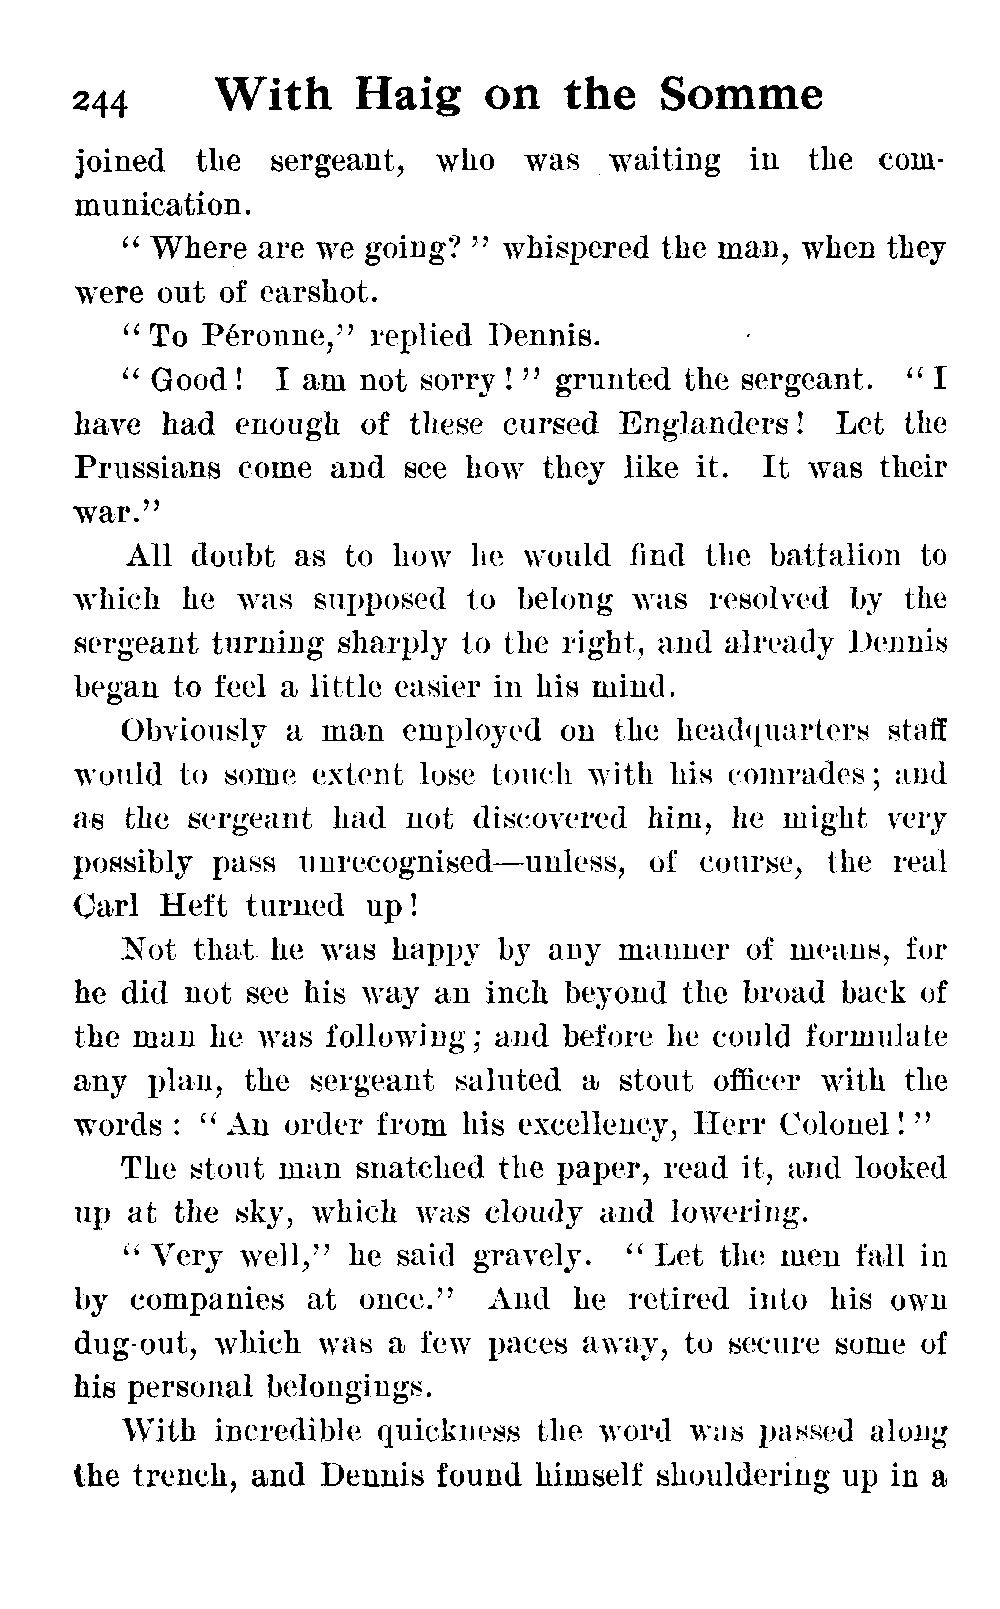 244 With Haig on the Somme
joined the sergeant, who was waiting in the com-
munication.
“ Where are we going? ” whispered the man, when they
were out of earshot.
“ To Péronne,” replied Dennis.
“ Good ! I am not sorry ! ” grunted the sergeant. “ I
have had enough of these cursed Englanders ! Let the
Prussians come and see how they like it. It was their
war.”
All doubt as to how he would find the battalion to
which he was supposed to belong was resolved by the
sergeant turning sharply to the right, and already Dennis
began to feel a little easier in his mind.
Obviously a man employed on the headquarters staff
would to some extent lose touch with his comrades ; and
as the sergeant had not discovered him, he might very
possibly pass unrecognised—unless, of course, the real
Carl Heft turned up !
Not that he was happy by any manner of means, for
he did not see his way an inch beyond the broad back of
the man he was following ; and before he could formulate
any plan, the sergeant saluted a stout officer with the
words : “ An order from his excellency, Herr Colonel ! ”
The stout man snatched the paper, read it, and looked
up at the sky, which was cloudy and lowering.
“ Very well,” he said gravely. “ Let the men fall in
by companies at once.” And he retired into his own
dug-out, which was a few paces away, to secure some of
his personal belongings.
With incredible quickness the word was passed along
the trench, and Dennis found himself shouldering up in a